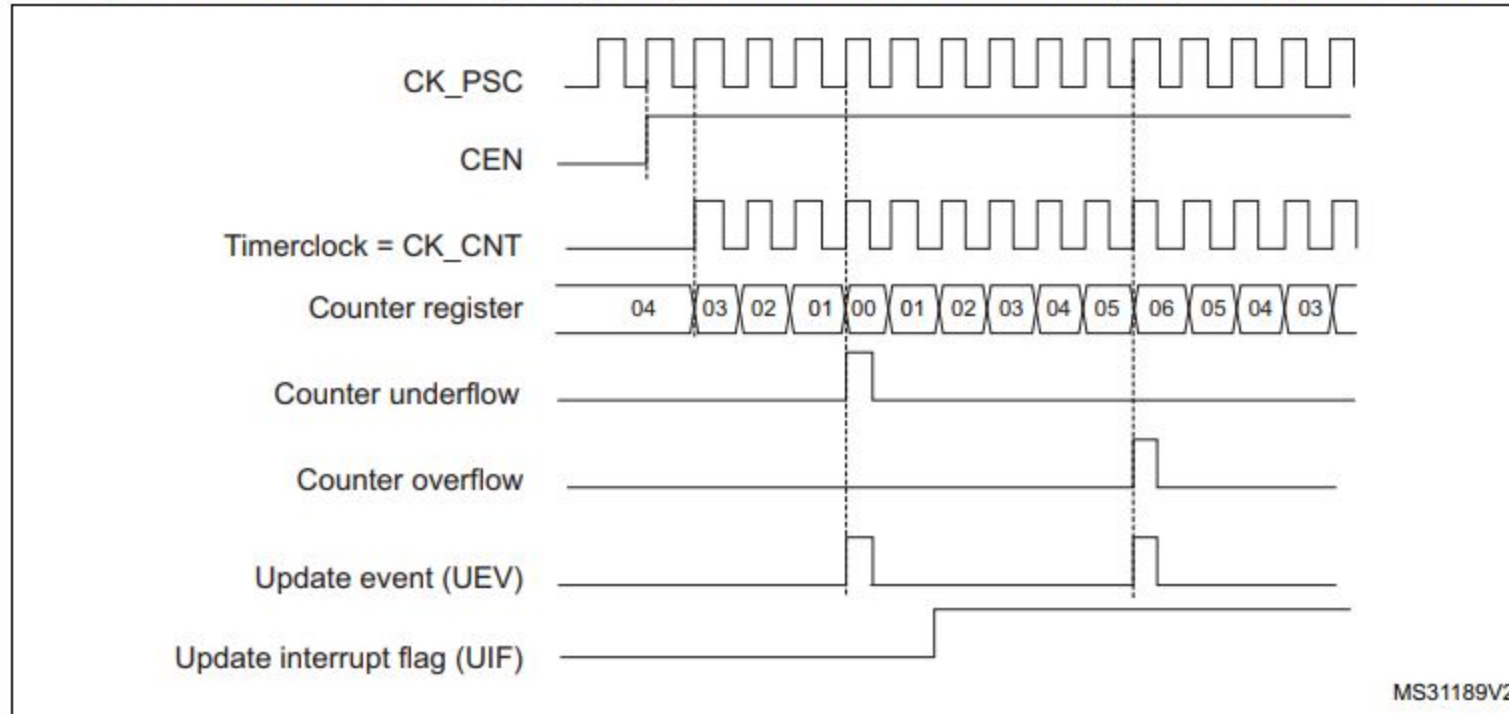 CK_PSC
CEN
Timerclock = CK_CNT
Counter register 04 03 02 01 00 01 02 03 04 05 06 05 04 03
Counter underflow
Counter overflow
Update event (UEV)
Update interrupt flag (UIF)
MS31189V2